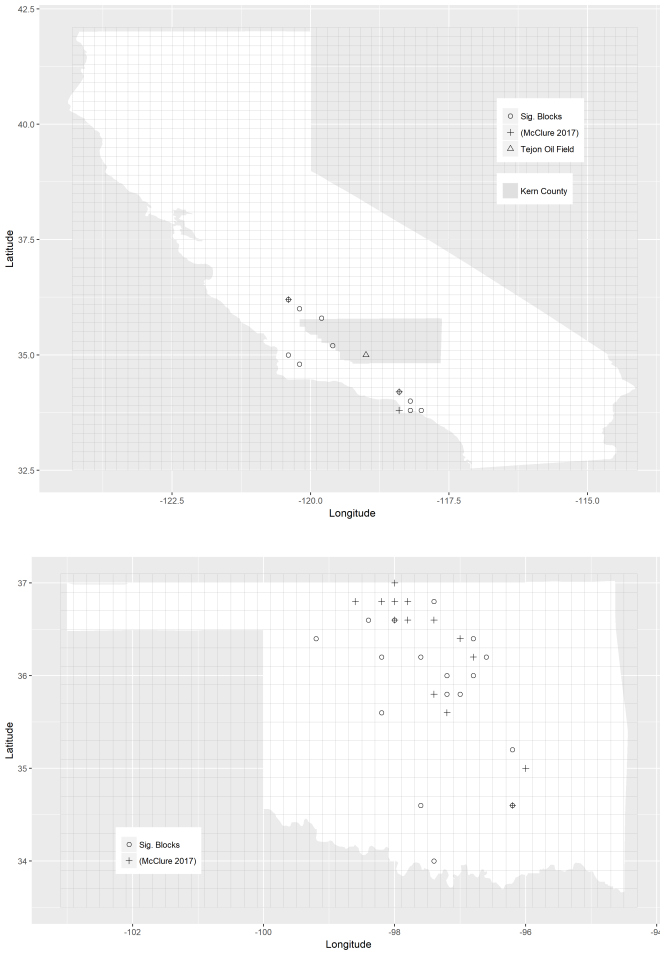 42.5
40.0
37.5
35.0
32.5
Latitude
Sig. Blocks
(McClure 2017)
Tejon Oil Field
Kern County
-122.5 -120.0 -117.5 -115.0
Longitude
37
36
35
34
Latitude
Sig. Blocks
(McClure 2017)
-102 -100 -98 -96
Longitude